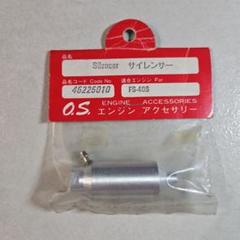 品名
Silencer サイレンサー
品名コード Code No 適合エンジン For
45225010 FS-40S
O.S. ENGINE ACCESSORIES
エンジン アクセサリー